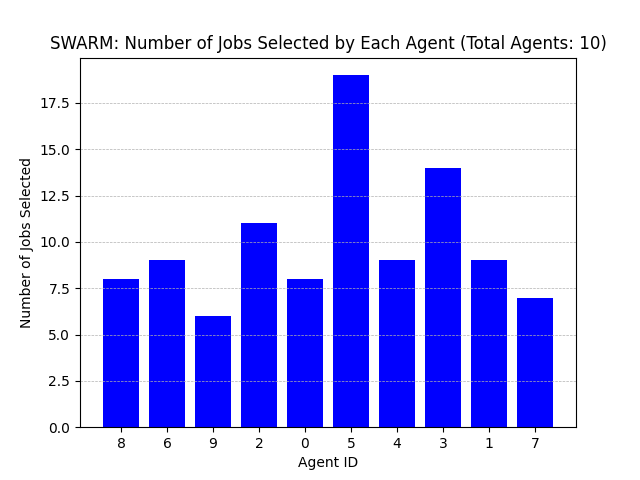 SWARM: Number of Jobs Selected by Each Agent (Total Agents: 10)
Number of Jobs Selected
17.5
15.0
12.5
10.0
7.5
5.0
2.5
0.0
8 6 9 2 0 5 4 3 1 7
Agent ID